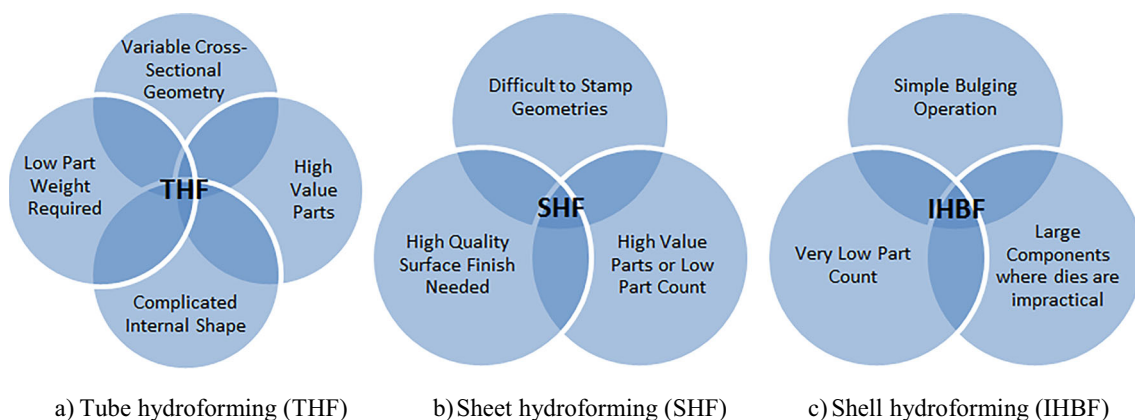 Variable Cross-
Sectional
Geometry
Low Part
Weight
Required
THF
High
Value
Parts
Complicated
Internal Shape
a) Tube hydroforming (THF)
Difficult to Stamp
Geometries
SHF
High Quality
Surface Finish
Needed
High Value
Parts or Low
Part Count
b) Sheet hydroforming (SHF)
Simple Bulging
Operation
IHBF
Very Low Part
Count
Large
Components
where dies are
impractical
c) Shell hydroforming (IHBF)